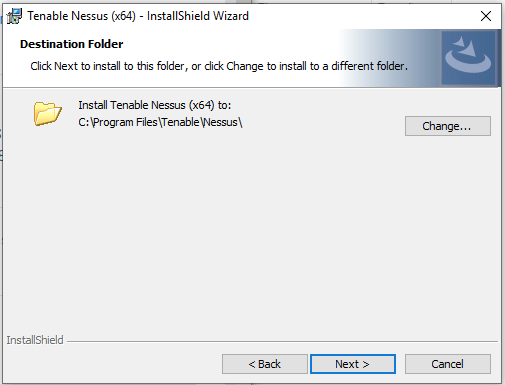 Tenable Nessus (x64) - InstallShield Wizard
Destination Folder
Click Next to install to this folder, or click Change to install to a different folder.
Install Tenable Nessus (x64) to:
C:\Program Files\Tenable\Nessus\
Change...
InstallShield
< Back
Next >
Cancel